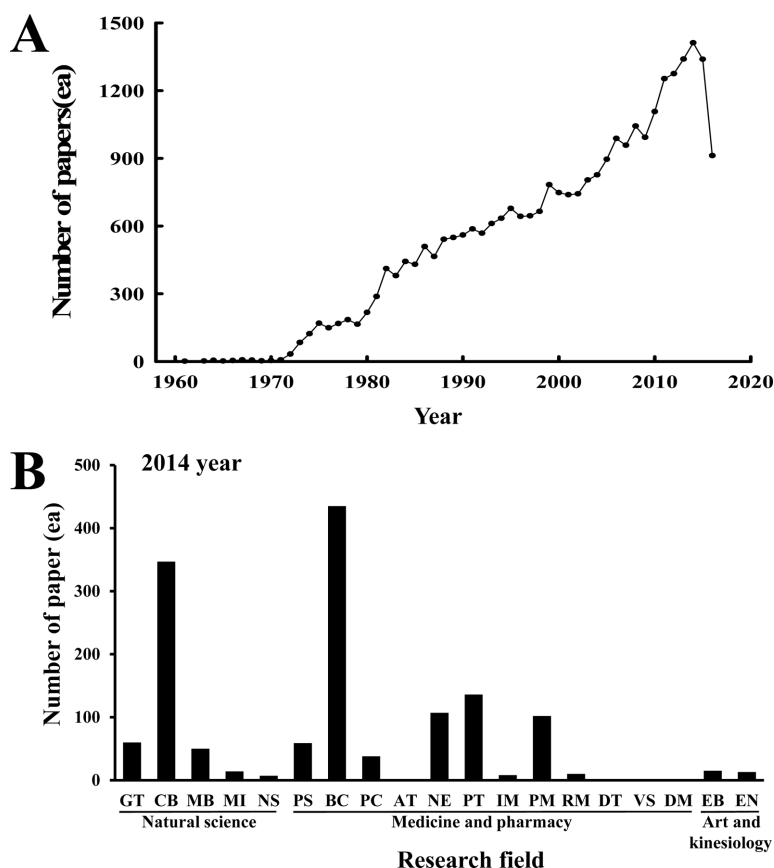 A
Number of papers(ea)
1500
1200
900
600
300
0
1960 1970 1980 1990 2000 2010 2020
Year
B
2014 year
Number of paper (ea)
500
400
300
200
100
0
GT CB MB MI NS PS BC PC AT NE PT IM PM RM DT VS DM EB EN
Natural science Medicine and pharmacy Art and
kinesiology
Research field